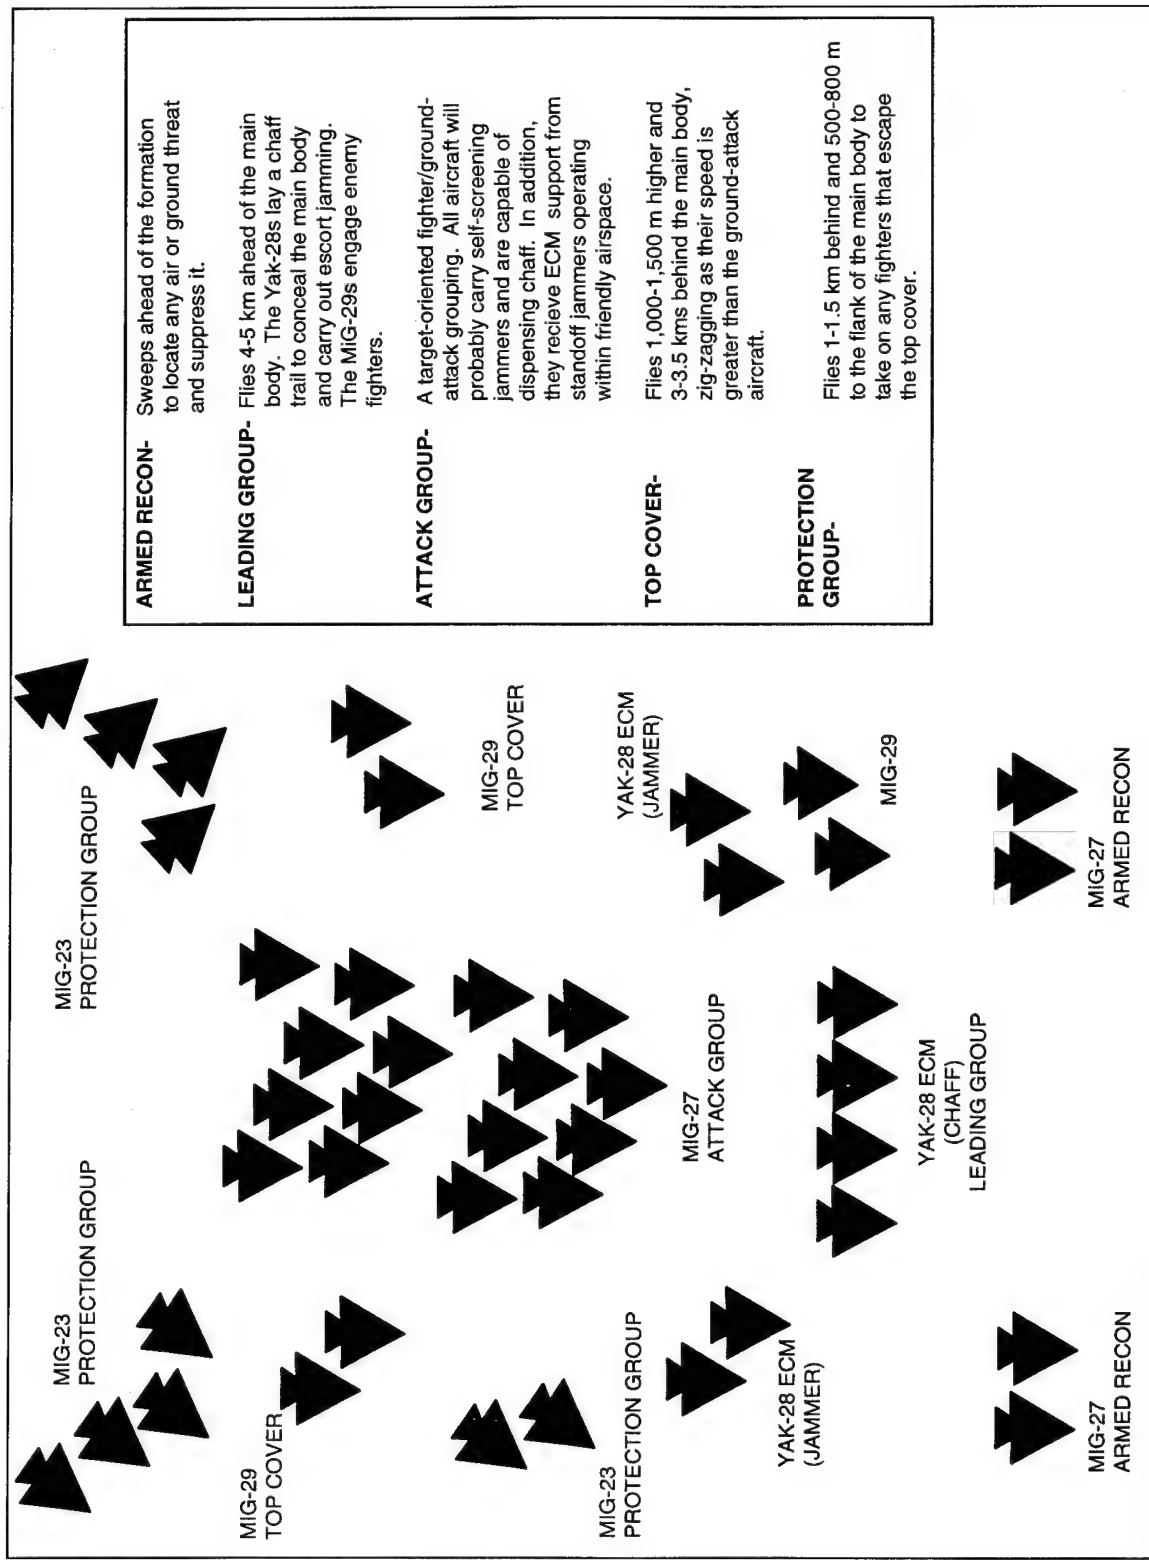 MIG-23
PROTECTION GROUP
MIG-23
PROTECTION GROUP
MIG-29
TOP COVER
MIG-29
TOP COVER
MIG-23
PROTECTION GROUP
MIG-27
ATTACK GROUP
YAK-28 ECM
(JAMMER)
YAK-28 ECM
(JAMMER)
MIG-29
YAK-28 ECM
(CHAFF)
LEADING GROUP
MIG-27
ARMED RECON
MIG-27
ARMED RECON
ARMED RECON- Sweeps ahead of the formation
to locate any air or ground threat
and suppress it.
LEADING GROUP- Flies 4-5 km ahead of the main
body. The Yak-28s lay a chaff
trail to conceal the main body
and carry out escort jamming.
The MiG-29s engage enemy
fighters.
ATTACK GROUP- A target-oriented fighter/ground-
attack grouping. All aircraft will
probably carry self-screening
jammers and are capable of
dispensing chaff. In addition,
they recieve ECM support from
standoff jammers operating
within friendly airspace.
TOP COVER- Flies 1,000-1,500 m higher and
3-3.5 kms behind the main body,
zig-zagging as their speed is
greater than the ground-attack
aircraft.
PROTECTION
GROUP- Flies 1-1.5 km behind and 500-800 m
to the flank of the main body to
take on any fighters that escape
the top cover.